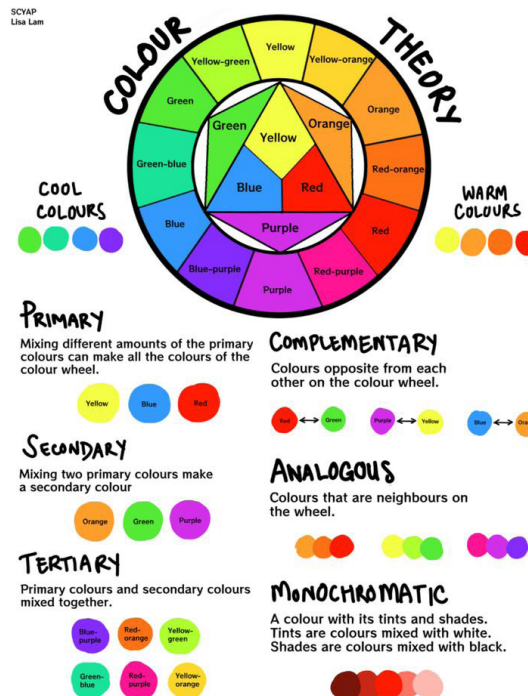 SCYAP
Lisa Lam
COLOUR
THEORY
Yellow
Yellow-green
Yellow-orange
Green
Orange
Green-blue
Red-orange
Blue
Red
Blue-purple
Red-purple
Purple
Green
Orange
Yellow
Blue
Red
Purple
COOL
COLOURS
WARM
COLOURS
PRIMARY
Mixing different amounts of the primary
colours can make all the colours of the
colour wheel.
Yellow
Blue
Red
SECONDARY
Mixing two primary colours make
a secondary colour
Orange
Green
Purple
TERTIARY
Primary colours and secondary colours
mixed together.
Blue-
purple
Red-
orange
Yellow-
green
Green-
blue
Red-
purple
Yellow-
orange
COMPLEMENTARY
Colours opposite from each
other on the colour wheel.
Red
Green
Purple
Yellow
Blue
Ora
ANALOGOUS
Colours that are neighbours on
the wheel.
MONOCHROMATIC
A colour with its tints and shades.
Tints are colours mixed with white.
Shades are colours mixed with black.